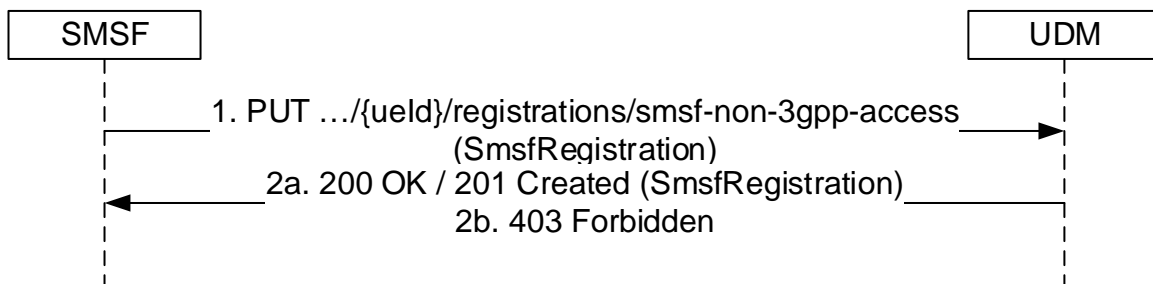 SMSF
UDM
1. PUT …/{ueId}/registrations/smsf-non-3gpp-access
(SmsfRegistration)
2a. 200 OK / 201 Created (SmsfRegistration)
2b. 403 Forbidden